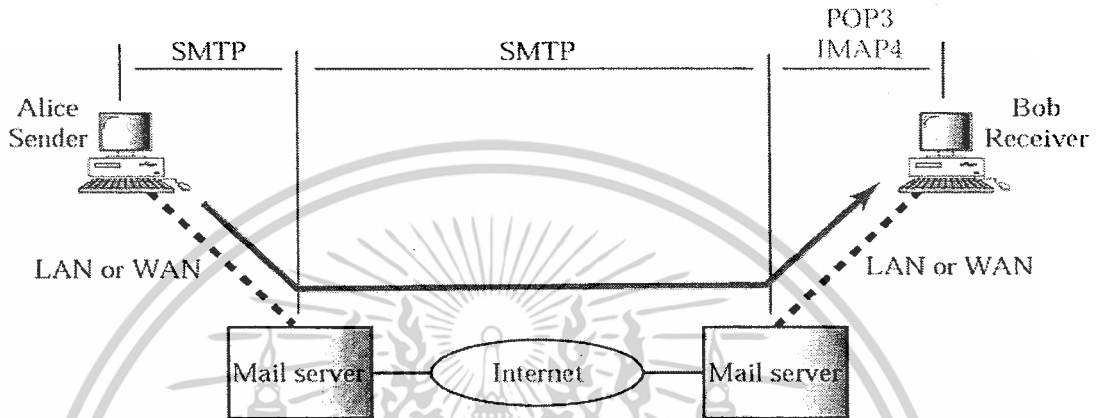 POP3
SMTP SMTP IMAP4
Alice
Sender
Bob
Receiver
LAN or WAN LAN or WAN
Mail server Internet Mail server